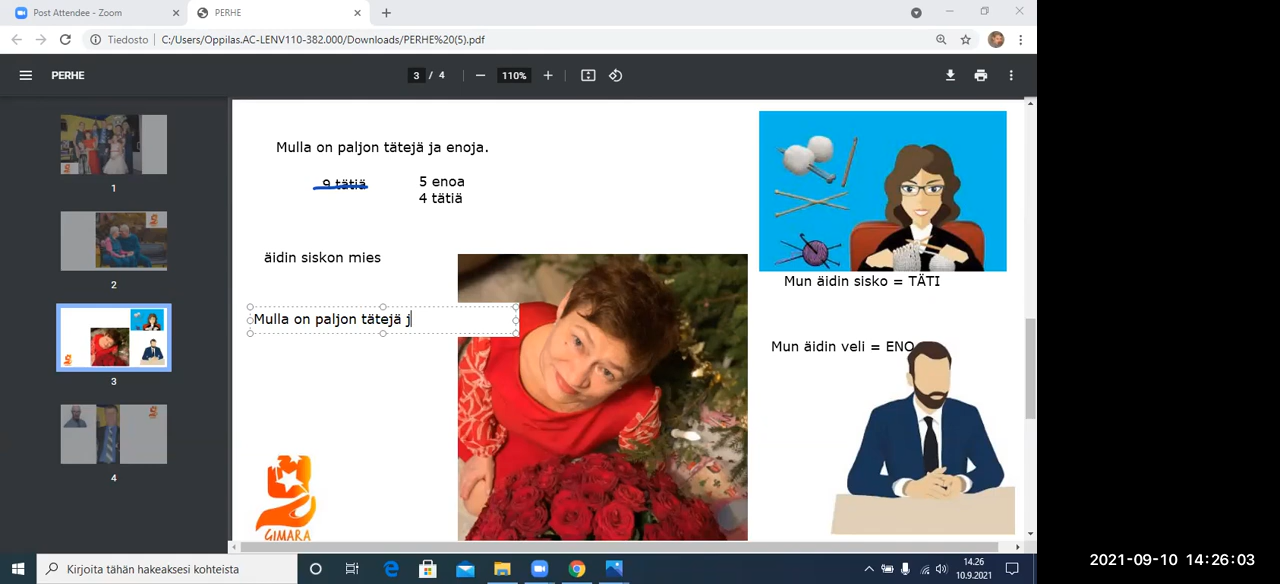 Post Attendee - Zoom
PERHE
Tiedosto
C:/Users/Oppilas.AC-LENV110-382.000/Downloads/PERHE%20(5).pdf
PERHE
3 / 4
110%
1
2
3
4
Mulla on paljon tätejä ja enoja.
9 tätiä
5 enoa
4 tätiä
äidin siskon mies
Mulla on paljon tätejä j
Mun äidin sisko = TÄTI
Mun äidin veli = ENO
GIMARA
Kirjoita tähän hakeaksesi kohteista
14.26
10.9.2021
2021-09-10 14:26:03